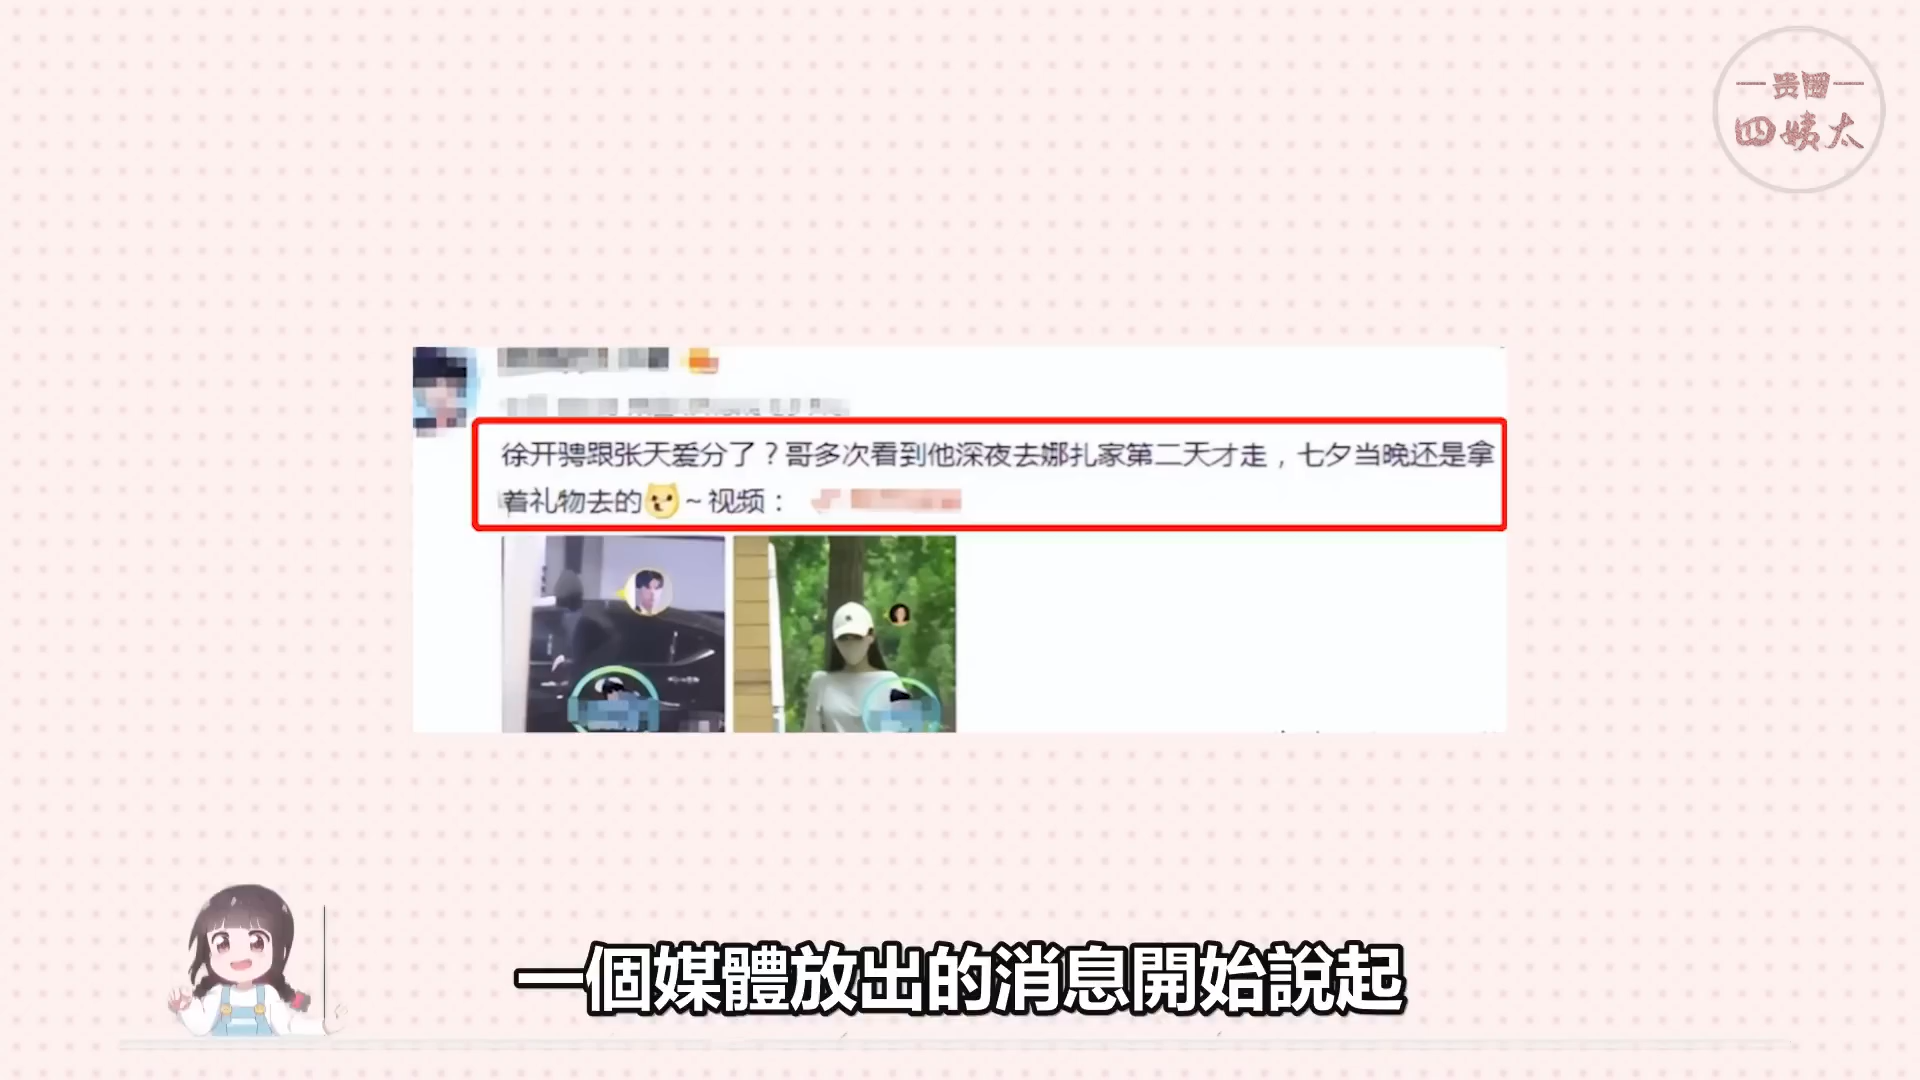 貴圈
四姨太
徐开骋跟张天爱分了？哥多次看到他深夜去娜扎家第二天才走，七夕当晚还是拿
着礼物去的～视频：
一個媒體放出的消息開始說起